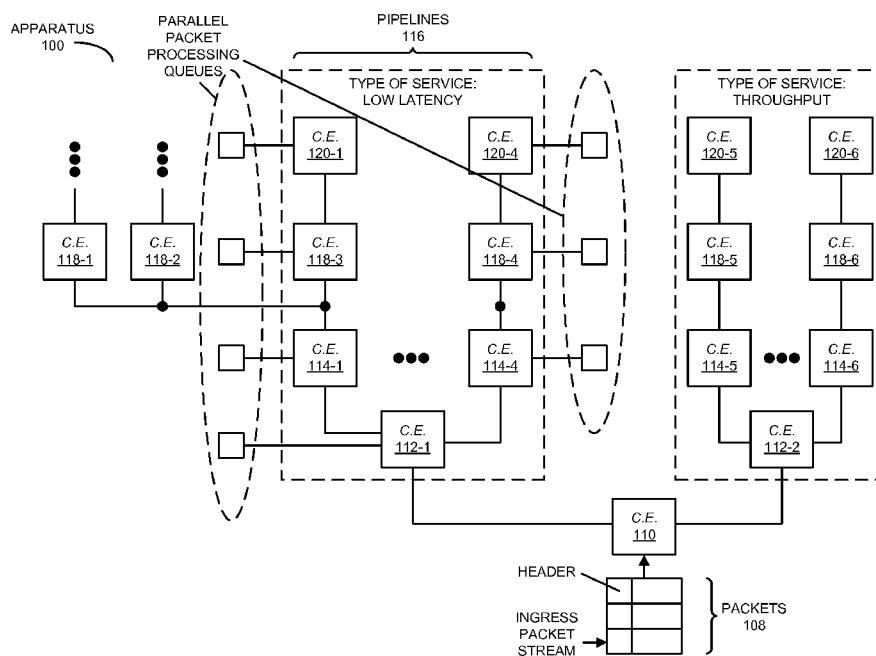 APPARATUS
100
PARALLEL
PACKET
PROCESSING
QUEUES
PIPELINES
116
TYPE OF SERVICE:
LOW LATENCY
TYPE OF SERVICE:
THROUGHPUT
C.E.
120-1
C.E.
120-4
C.E.
120-5
C.E.
120-6
C.E.
118-1
C.E.
118-2
C.E.
118-3
C.E.
118-4
C.E.
118-5
C.E.
118-6
C.E.
114-1
C.E.
114-4
C.E.
114-5
C.E.
114-6
C.E.
112-1
C.E.
112-2
C.E.
110
HEADER
INGRESS
PACKET
STREAM
PACKETS
108